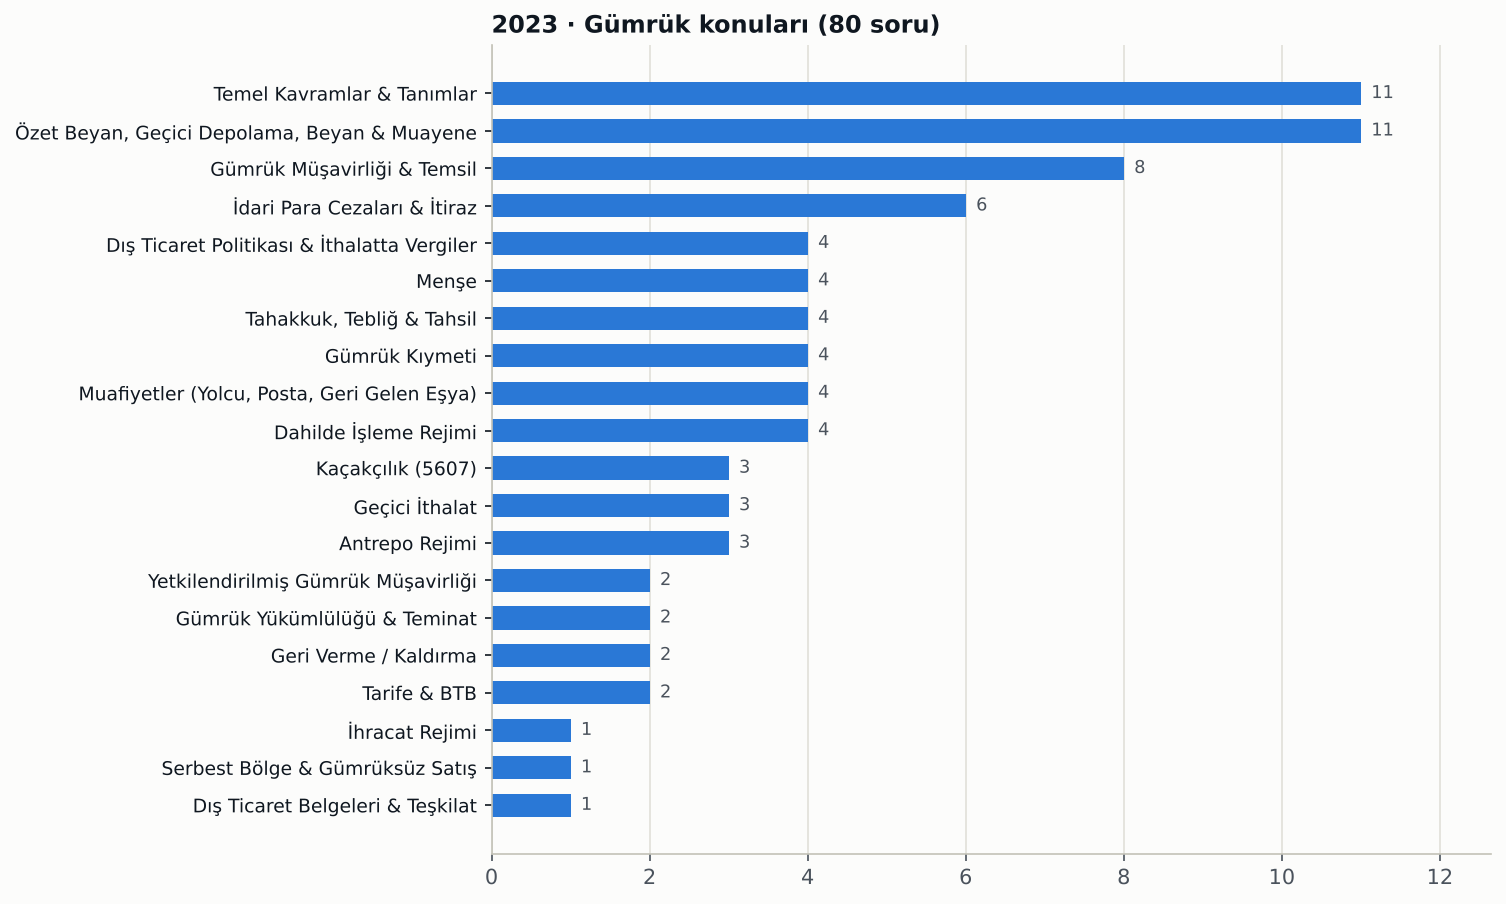 2023 · Gümrük konuları (80 soru)
Temel Kavramlar & Tanımlar 11
Özet Beyan, Geçici Depolama, Beyan & Muayene 11
Gümrük Müşavirliği & Temsil 8
İdari Para Cezaları & İtiraz 6
Dış Ticaret Politikası & İthalatta Vergiler 4
Menşe 4
Tahakkuk, Tebliğ & Tahsil 4
Gümrük Kıymeti 4
Muafiyetler (Yolcu, Posta, Geri Gelen Eşya) 4
Dahilde İşleme Rejimi 4
Kaçakçılık (5607) 3
Geçici İthalat 3
Antrepo Rejimi 3
Yetkilendirilmiş Gümrük Müşavirliği 2
Gümrük Yükümlülüğü & Teminat 2
Geri Verme / Kaldırma 2
Tarife & BTB 2
İhracat Rejimi 1
Serbest Bölge & Gümrüksüz Satış 1
Dış Ticaret Belgeleri & Teşkilat 1
0 2 4 6 8 10 12